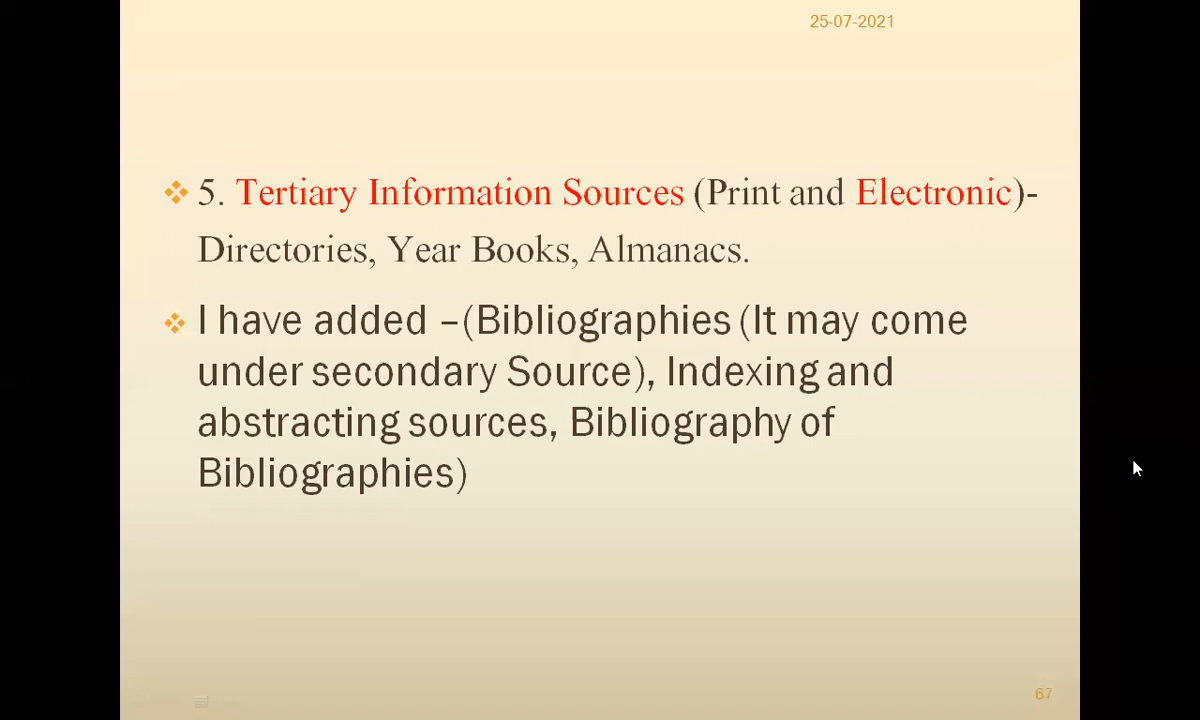 25-07-2021
5. Tertiary Information Sources (Print and Electronic)-
Directories, Year Books, Almanacs.
I have added –(Bibliographies (It may come
under secondary Source), Indexing and
abstracting sources, Bibliography of
Bibliographies)
67